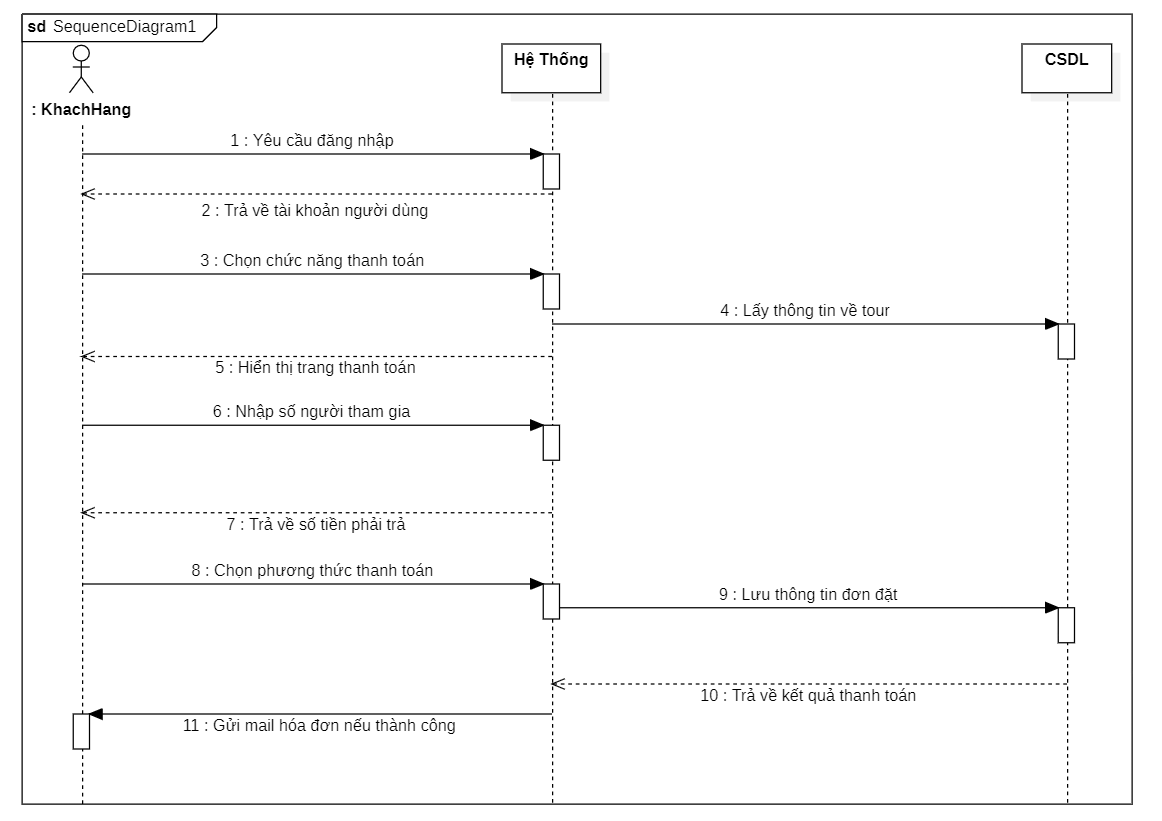 sd SequenceDiagram1
Hệ Thống
CSDL
: KhachHang
1 : Yêu cầu đăng nhập
2 : Trả về tài khoản người dùng
3 : Chọn chức năng thanh toán
4 : Lấy thông tin về tour
5 : Hiển thị trang thanh toán
6 : Nhập số người tham gia
7 : Trả về số tiền phải trả
8 : Chọn phương thức thanh toán
9 : Lưu thông tin đơn đặt
10 : Trả về kết quả thanh toán
11 : Gửi mail hóa đơn nếu thành công